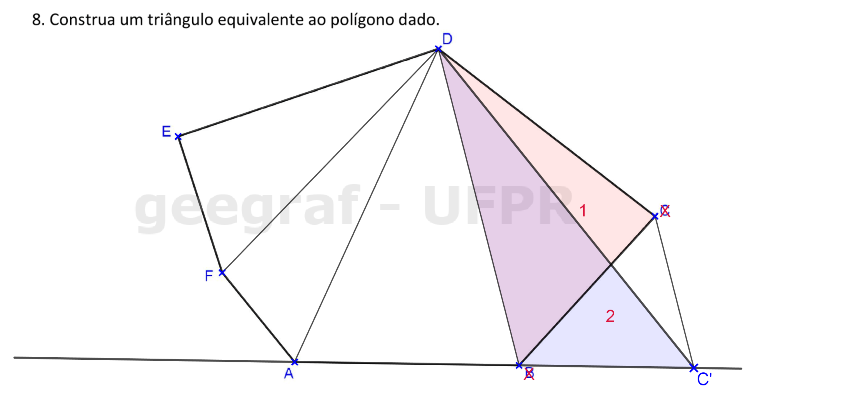 8. Construa um triângulo equivalente ao polígono dado.
D
E
geegraf - UFPR
1
C
F
2
A
B
C'